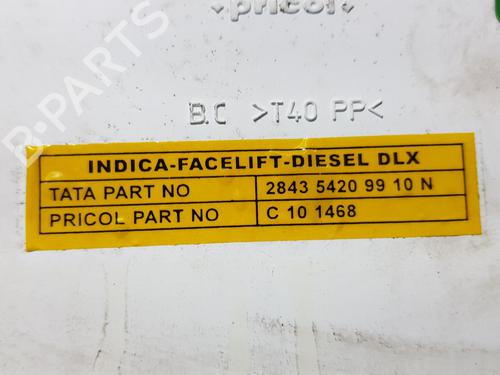 pricol
B.C >T40 PP<
INDICA-FACELIFT-DIESEL DLX
TATA PART NO 2843 5420 99 10 N
PRICOL PART NO C 10 1468
B-PARTS